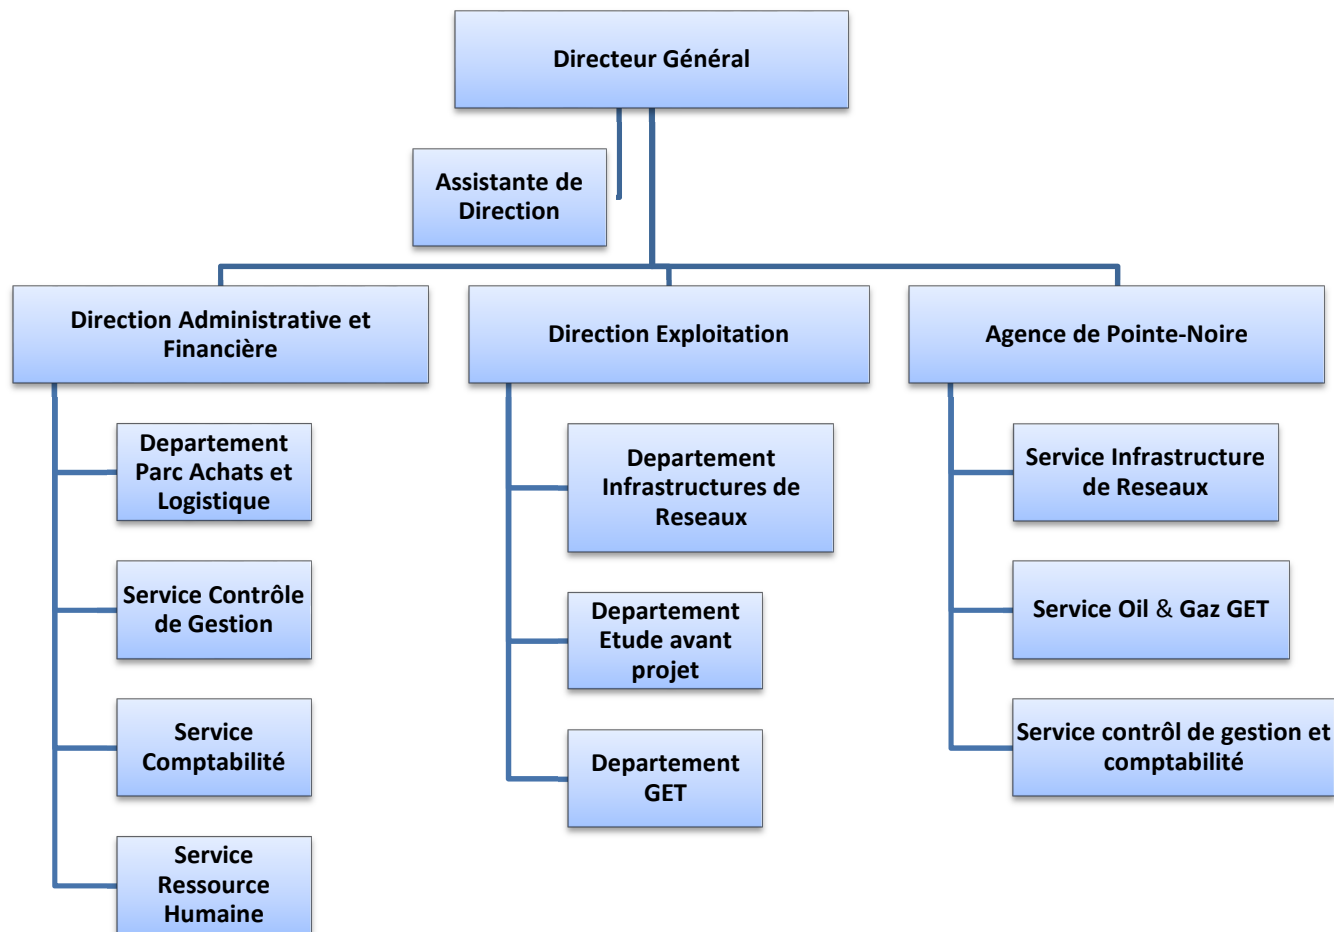 Directeur Général
Assistante de
Direction
Direction Administrative et
Financière
Departement
Parc Achats et
Logistique
Service Contrôle
de Gestion
Service
Comptabilité
Service
Ressource
Humaine
Direction Exploitation
Departement
Infrastructures de
Reseaux
Departement
Etude avant
projet
Departement
GET
Agence de Pointe-Noire
Service Infrastructure
de Reseaux
Service Oil & Gaz GET
Service contrôl de gestion et
comptabilité